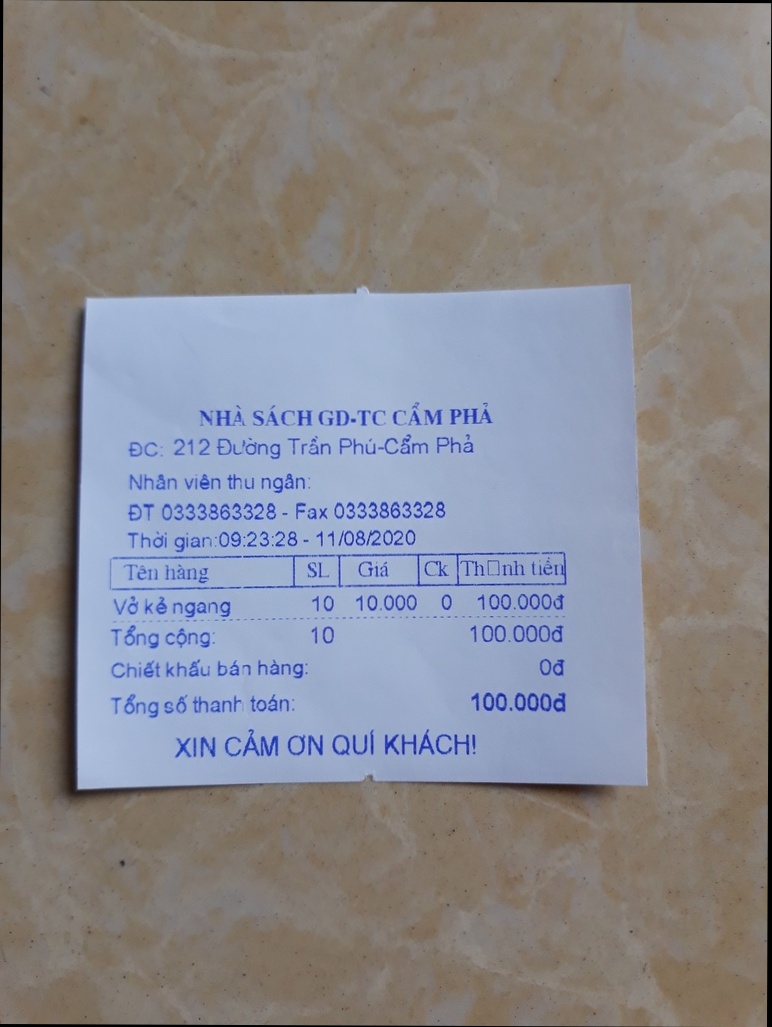 NHÀ SÁCH GD-TC CẨM PHẢ
ĐC: 212 Đường Trần Phú-Cẩm Phả
Nhân viên thu ngân:
ĐT 0333863328 - Fax 0333863328
Thời gian:09:23:28 - 11/08/2020
Tên hàng SL Giá Ck Th□nh tiền
Vở kẻ ngang 10 10.000 0 100.000đ
Tổng cộng: 10 100.000đ
Chiết khấu bán hàng: 0đ
Tổng số thanh toán: 100.000đ
XIN CẢM ƠN QUÍ KHÁCH!